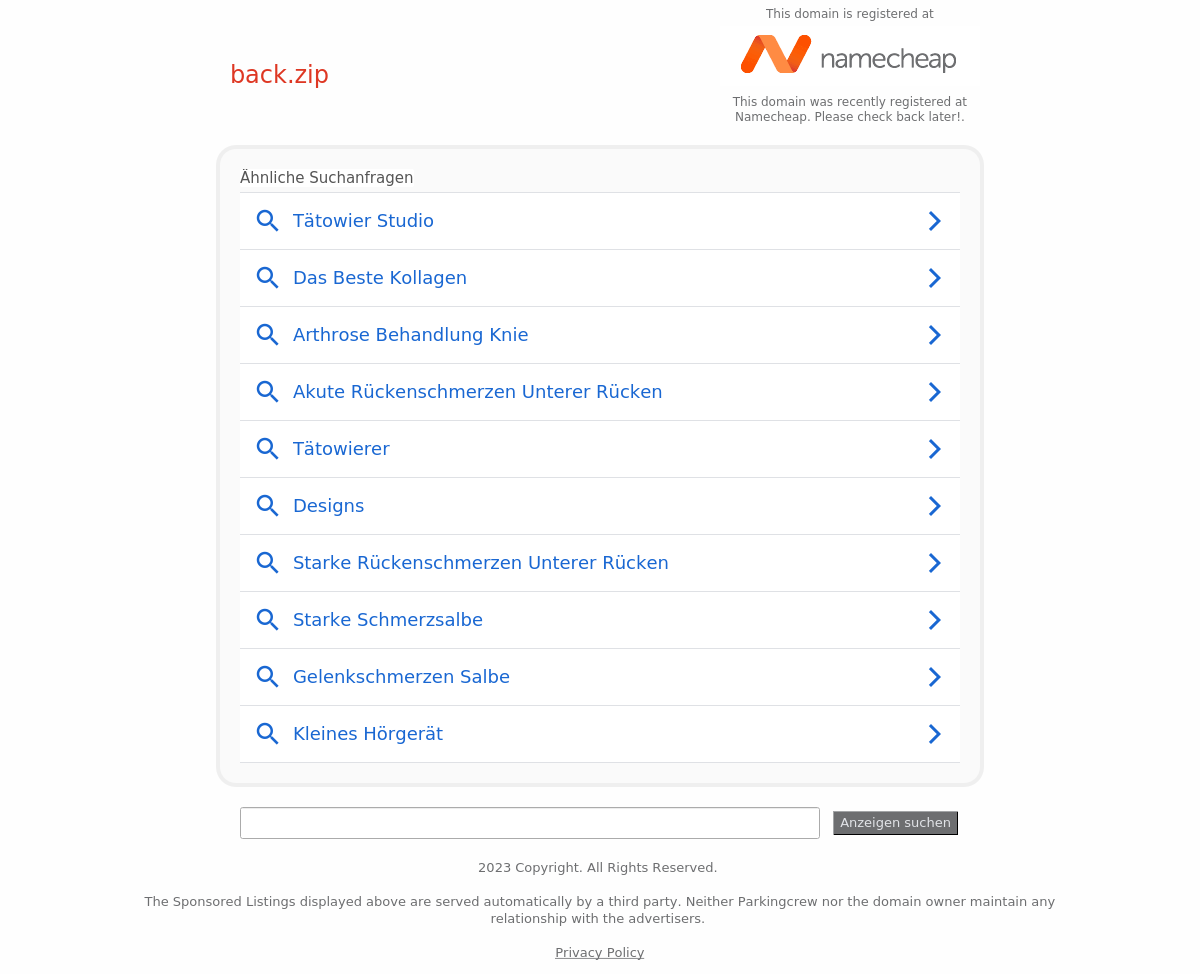 This domain is registered at
namecheap
back.zip
This domain was recently registered at
Namecheap. Please check back later!.
Ähnliche Suchanfragen
Tätowier Studio
Das Beste Kollagen
Arthrose Behandlung Knie
Akute Rückenschmerzen Unterer Rücken
Tätowierer
Designs
Starke Rückenschmerzen Unterer Rücken
Starke Schmerzsalbe
Gelenkschmerzen Salbe
Kleines Hörgerät
Anzeigen suchen
2023 Copyright. All Rights Reserved.
The Sponsored Listings displayed above are served automatically by a third party. Neither Parkingcrew nor the domain owner maintain any
relationship with the advertisers.
Privacy Policy